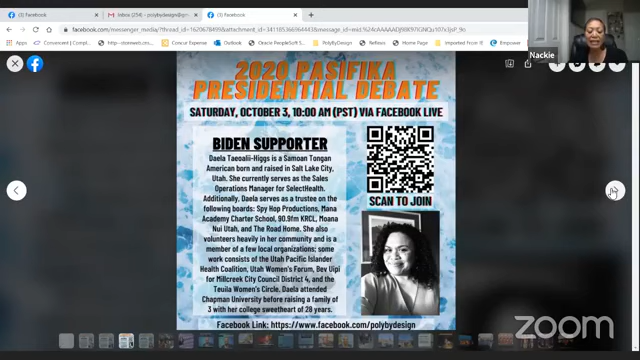 (3) Facebook
Inbox (254) - polybydesign@gm
(3) Facebook
Nackie
Apps
PolyByDesign
Home Page
Empower
2020 PASIFIKA
PRESIDENTIAL DEBATE
SATURDAY, OCTOBER 3, 10:00 AM (PST) VIA FACEBOOK LIVE
BIDEN SUPPORTER
Daela Taeoalii-Higgs is a Samoan Tongan
American born and raised in Salt Lake City,
Utah. She currently serves as the Sales
Operations Manager for SelectHealth.
Additionally, Daela serves as a trustee on the
following boards: Spy Hop Productions, Mana
Academy Charter School, 90.9fm KRCL, Moana
Nui Utah, and The Road Home. She also
volunteers heavily in her community and is a
member of a few local organizations; some
work consists of the Utah Pacific Islander
Health Coalition, Utah Women's Forum, Bev Uipi
for Millcreek City Council District 4, and the
Teuila Women's Circle. Daela attended
Chapman University before raising a family of
3 with her college sweetheart of 28 years.
SCAN TO JOIN
Facebook Link: https://www.facebook.com/polybydesign
zoom